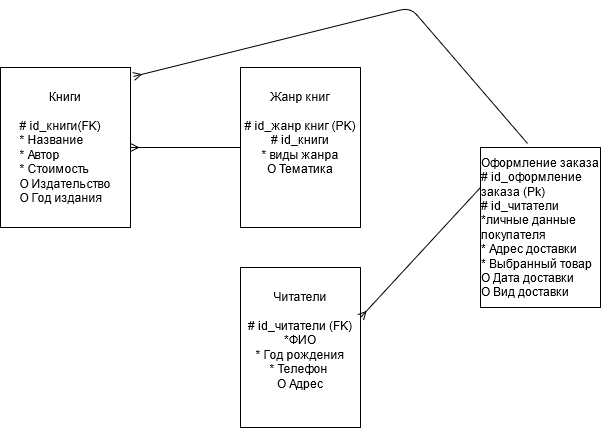 Книги
# id_книги(FK)
* Название
* Автор
* Стоимость
O Издательство
O Год издания
Жанр книг
# id_жанр книг (PK)
# id_книги
* виды жанра
O Тематика
Оформление заказа
# id_оформление
заказа (Pk)
# id_читатели
*личные данные
покупателя
* Адрес доставки
* Выбранный товар
O Дата доставки
O Вид доставки
Читатели
# id_читатели (FK)
*ФИО
* Год рождения
* Телефон
O Адрес